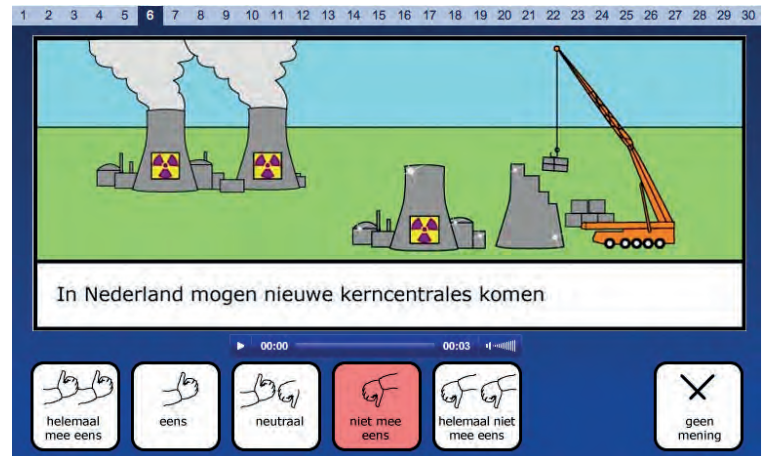 1 2 3 4 5 6 7 8 9 10 11 12 13 14 15 16 17 18 19 20 21 22 23 24 25 26 27 28 29 30
In Nederland mogen nieuwe kerncentrales komen
00:00 00:03
helemaal
mee eens
eens
neutraal
niet mee
eens
helemaal niet
mee eens
geen
mening